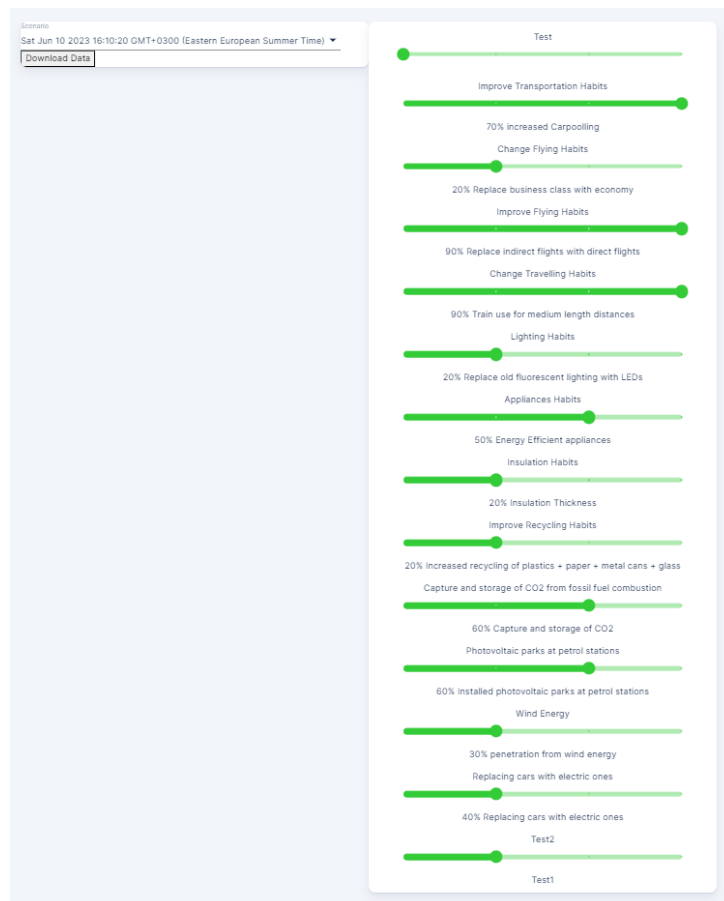 Scenario
Sat Jun 10 2023 16:10:20 GMT+0300 (Eastern European Summer Time)
Download Data
Test
Improve Transportation Habits
70% increased Carpoolling
Change Flying Habits
20% Replace business class with economy
Improve Flying Habits
90% Replace indirect flights with direct flights
Change Travelling Habits
90% Train use for medium length distances
Lighting Habits
20% Replace old fluorescent lighting with LEDs
Appliances Habits
50% Energy Efficient appliances
Insulation Habits
20% Insulation Thickness
Improve Recycling Habits
20% Increased recycling of plastics + paper + metal cans + glass
Capture and storage of CO2 from fossil fuel combustion
60% Capture and storage of CO2
Photovoltaic parks at petrol stations
60% Installed photovoltaic parks at petrol stations
Wind Energy
30% penetration from wind energy
Replacing cars with electric ones
40% Replacing cars with electric ones
Test2
Test1